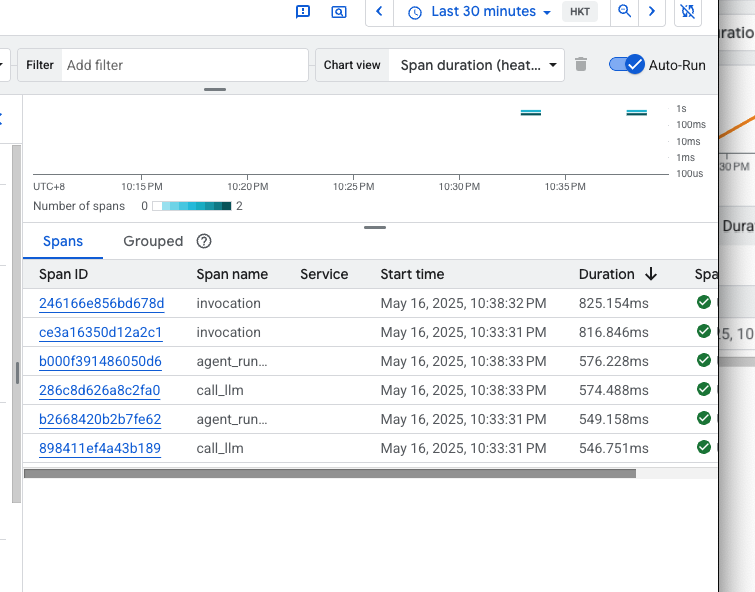 Last 30 minutes HKT
Filter Add filter Chart view Span duration (heat... Auto-Run
1s
100ms
10ms
1ms
100us
UTC+8 10:15 PM 10:20 PM 10:25 PM 10:30 PM 10:35 PM
Number of spans 0 2
Spans Grouped
Span ID Span name Service Start time Duration Spa
246166e856bd678d invocation May 16, 2025, 10:38:32 PM 825.154ms
ce3a16350d12a2c1 invocation May 16, 2025, 10:33:31 PM 816.846ms
b000f391486050d6 agent_run... May 16, 2025, 10:38:33 PM 576.228ms
286c8d626a8c2fa0 call_llm May 16, 2025, 10:38:33 PM 574.488ms
b2668420b2b7fe62 agent_run... May 16, 2025, 10:33:31 PM 549.158ms
898411ef4a43b189 call_llm May 16, 2025, 10:33:31 PM 546.751ms
ratio
30 PM
Dura
5, 10